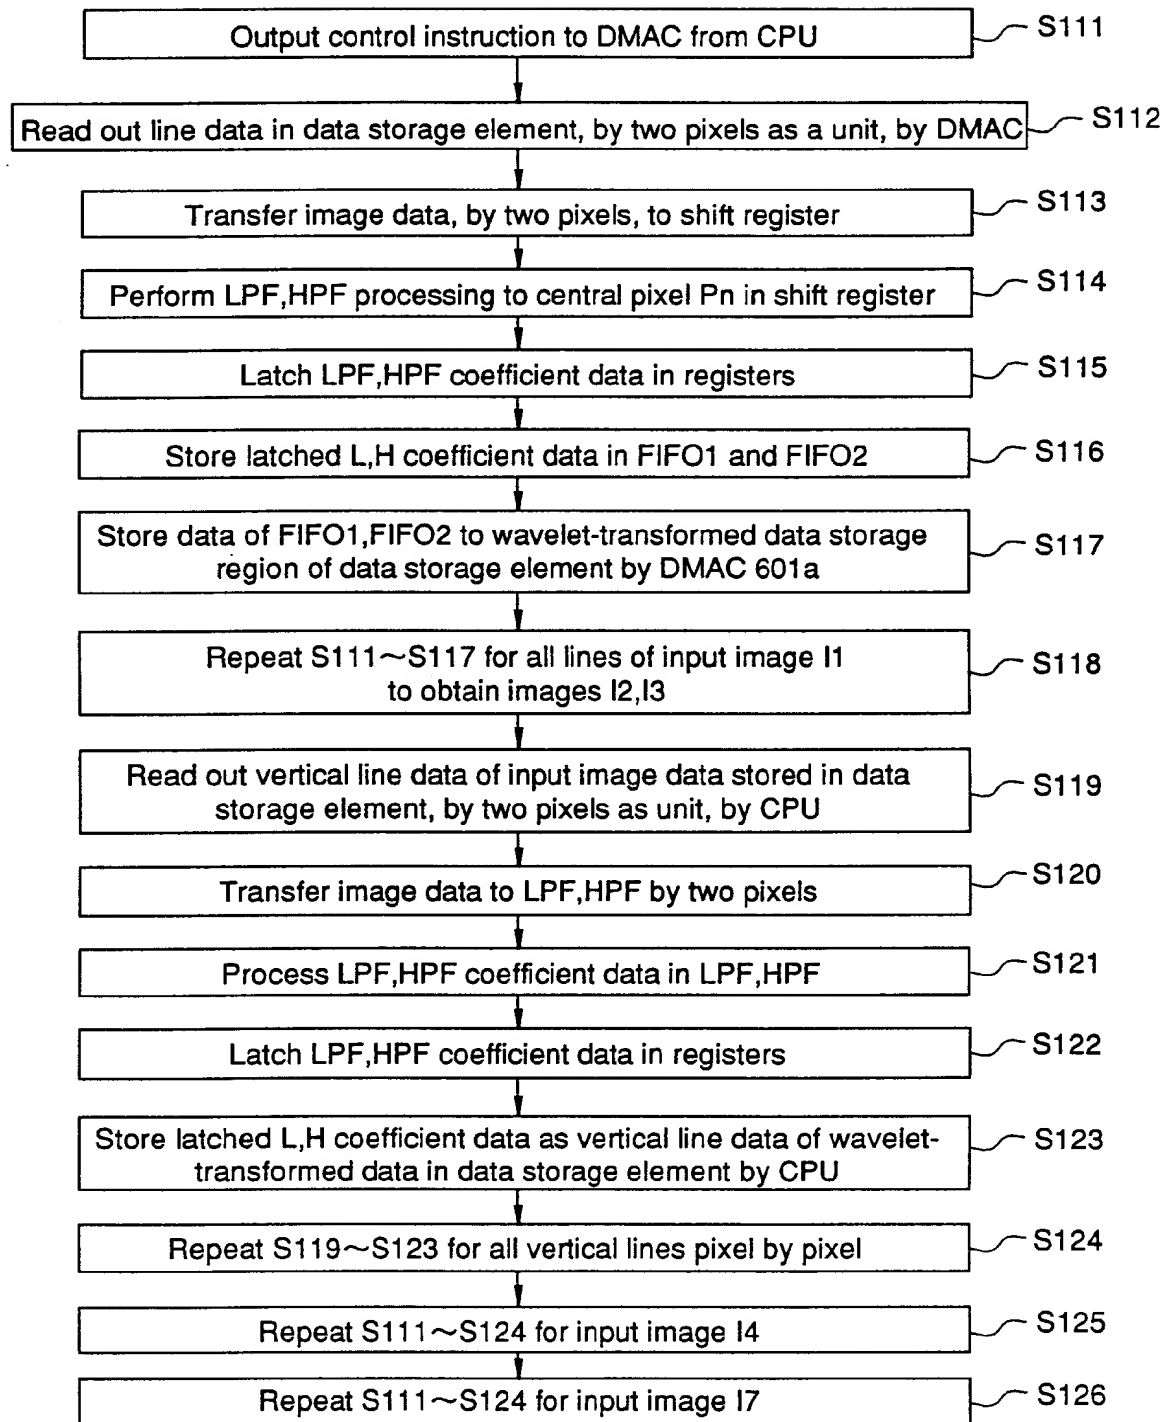 Output control instruction to DMAC from CPU
S111
Read out line data in data storage element, by two pixels as a unit, by DMAC
S112
Transfer image data, by two pixels, to shift register
S113
Perform LPF,HPF processing to central pixel Pn in shift register
S114
Latch LPF,HPF coefficient data in registers
S115
Store latched L,H coefficient data in FIFO1 and FIFO2
S116
Store data of FIFO1,FIFO2 to wavelet-transformed data storage
region of data storage element by DMAC 601a
S117
Repeat S111~S117 for all lines of input image I1
to obtain images I2,I3
S118
Read out vertical line data of input image data stored in data
storage element, by two pixels as unit, by CPU
S119
Transfer image data to LPF,HPF by two pixels
S120
Process LPF,HPF coefficient data in LPF,HPF
S121
Latch LPF,HPF coefficient data in registers
S122
Store latched L,H coefficient data as vertical line data of wavelet-
transformed data in data storage element by CPU
S123
Repeat S119~S123 for all vertical lines pixel by pixel
S124
Repeat S111~S124 for input image I4
S125
Repeat S111~S124 for input image I7
S126